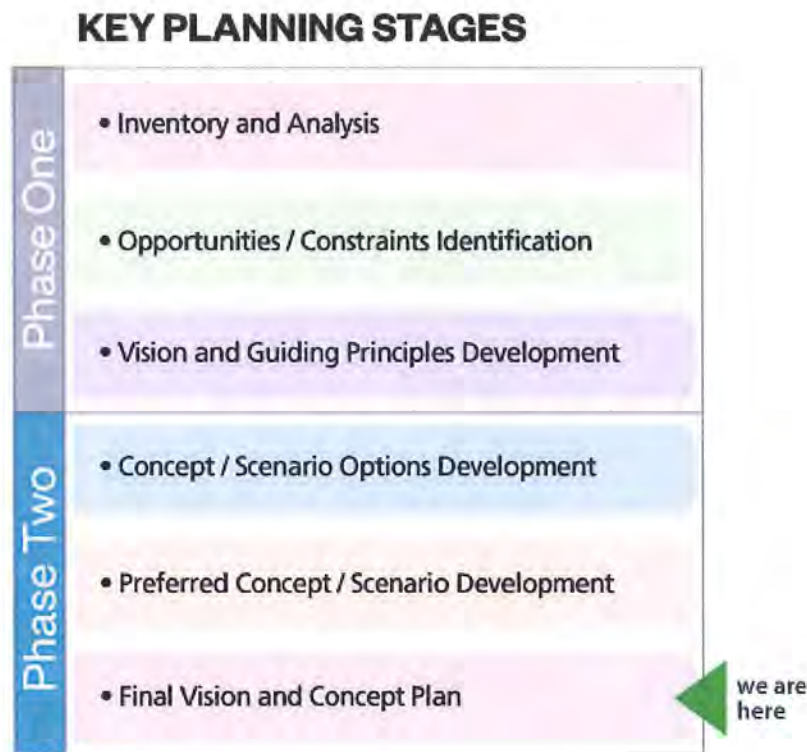 KEY PLANNING STAGES
Phase One
• Inventory and Analysis
• Opportunities / Constraints Identification
• Vision and Guiding Principles Development
Phase Two
• Concept / Scenario Options Development
• Preferred Concept / Scenario Development
• Final Vision and Concept Plan
we are
here